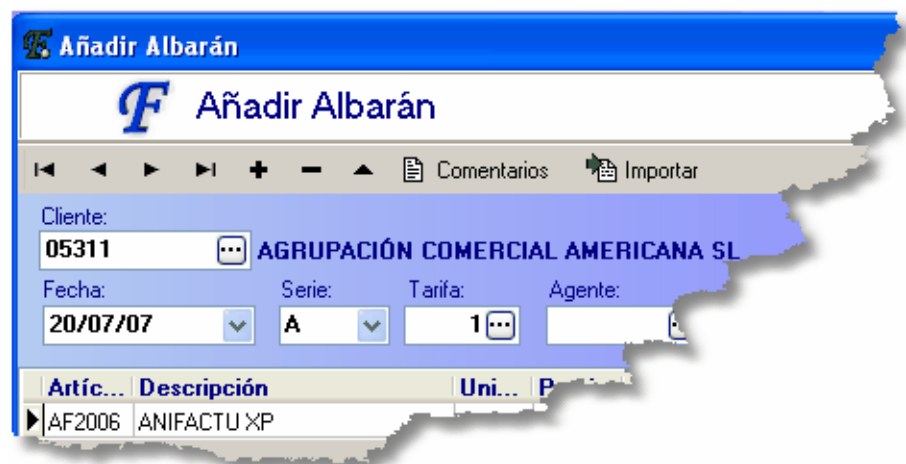 Añadir Albarán
F Añadir Albarán
Comentarios Importar
Cliente:
05311 AGRUPACIÓN COMERCIAL AMERICANA SL
Fecha: Serie: Tarifa: Agente:
20/07/07 A 1
Artíc... Descripción Uni...
AF2006 ANIFACTU XP